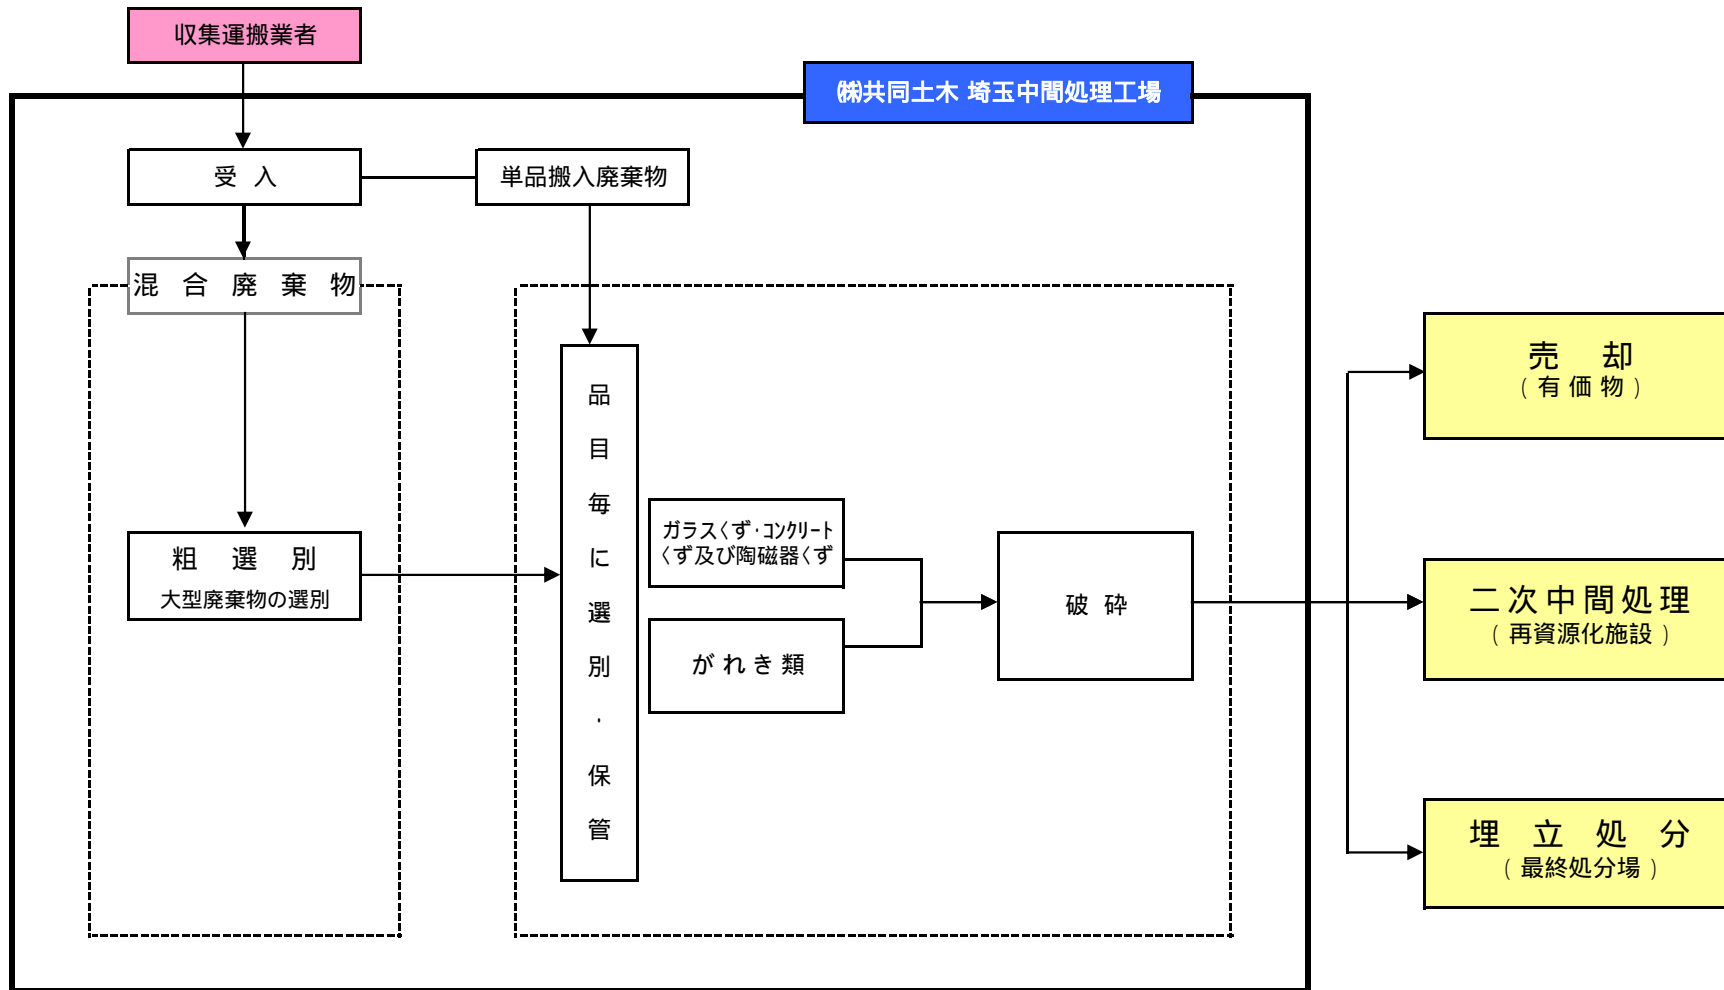 収集運搬業者
㈱共同土木 埼玉中間処理工場
受 入
単品搬入廃棄物
混 合 廃 棄 物
粗 選 別
大型廃棄物の選別
品目毎に選別・保管
ガラスくず・コンクリート
くず及び陶磁器くず
がれき類
破 砕
売 却
( 有 価 物 )
二次中間処理
( 再資源化施設 )
埋 立 処 分
( 最終処分場 )